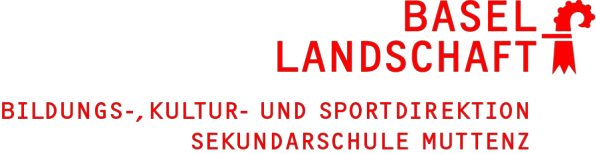 BASEL
LANDSCHAFT
BILDUNGS-, KULTUR- UND SPORTDIREKTION
SEKUNDARSCHULE MUTTENZ